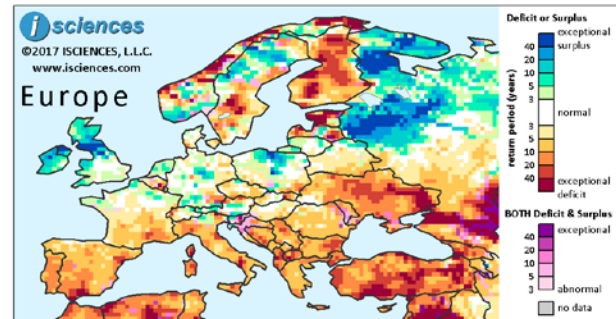 isciences
©2017 ISCIENCES, L.L.C.
www.isciences.com
Europe
Deficit or Surplus
exceptional
surplus
40
20
10
5
3
normal
3
5
10
20
40
exceptional
deficit
return period (years)
BOTH Deficit & Surplus
exceptional
40
20
10
5
3
abnormal
no data